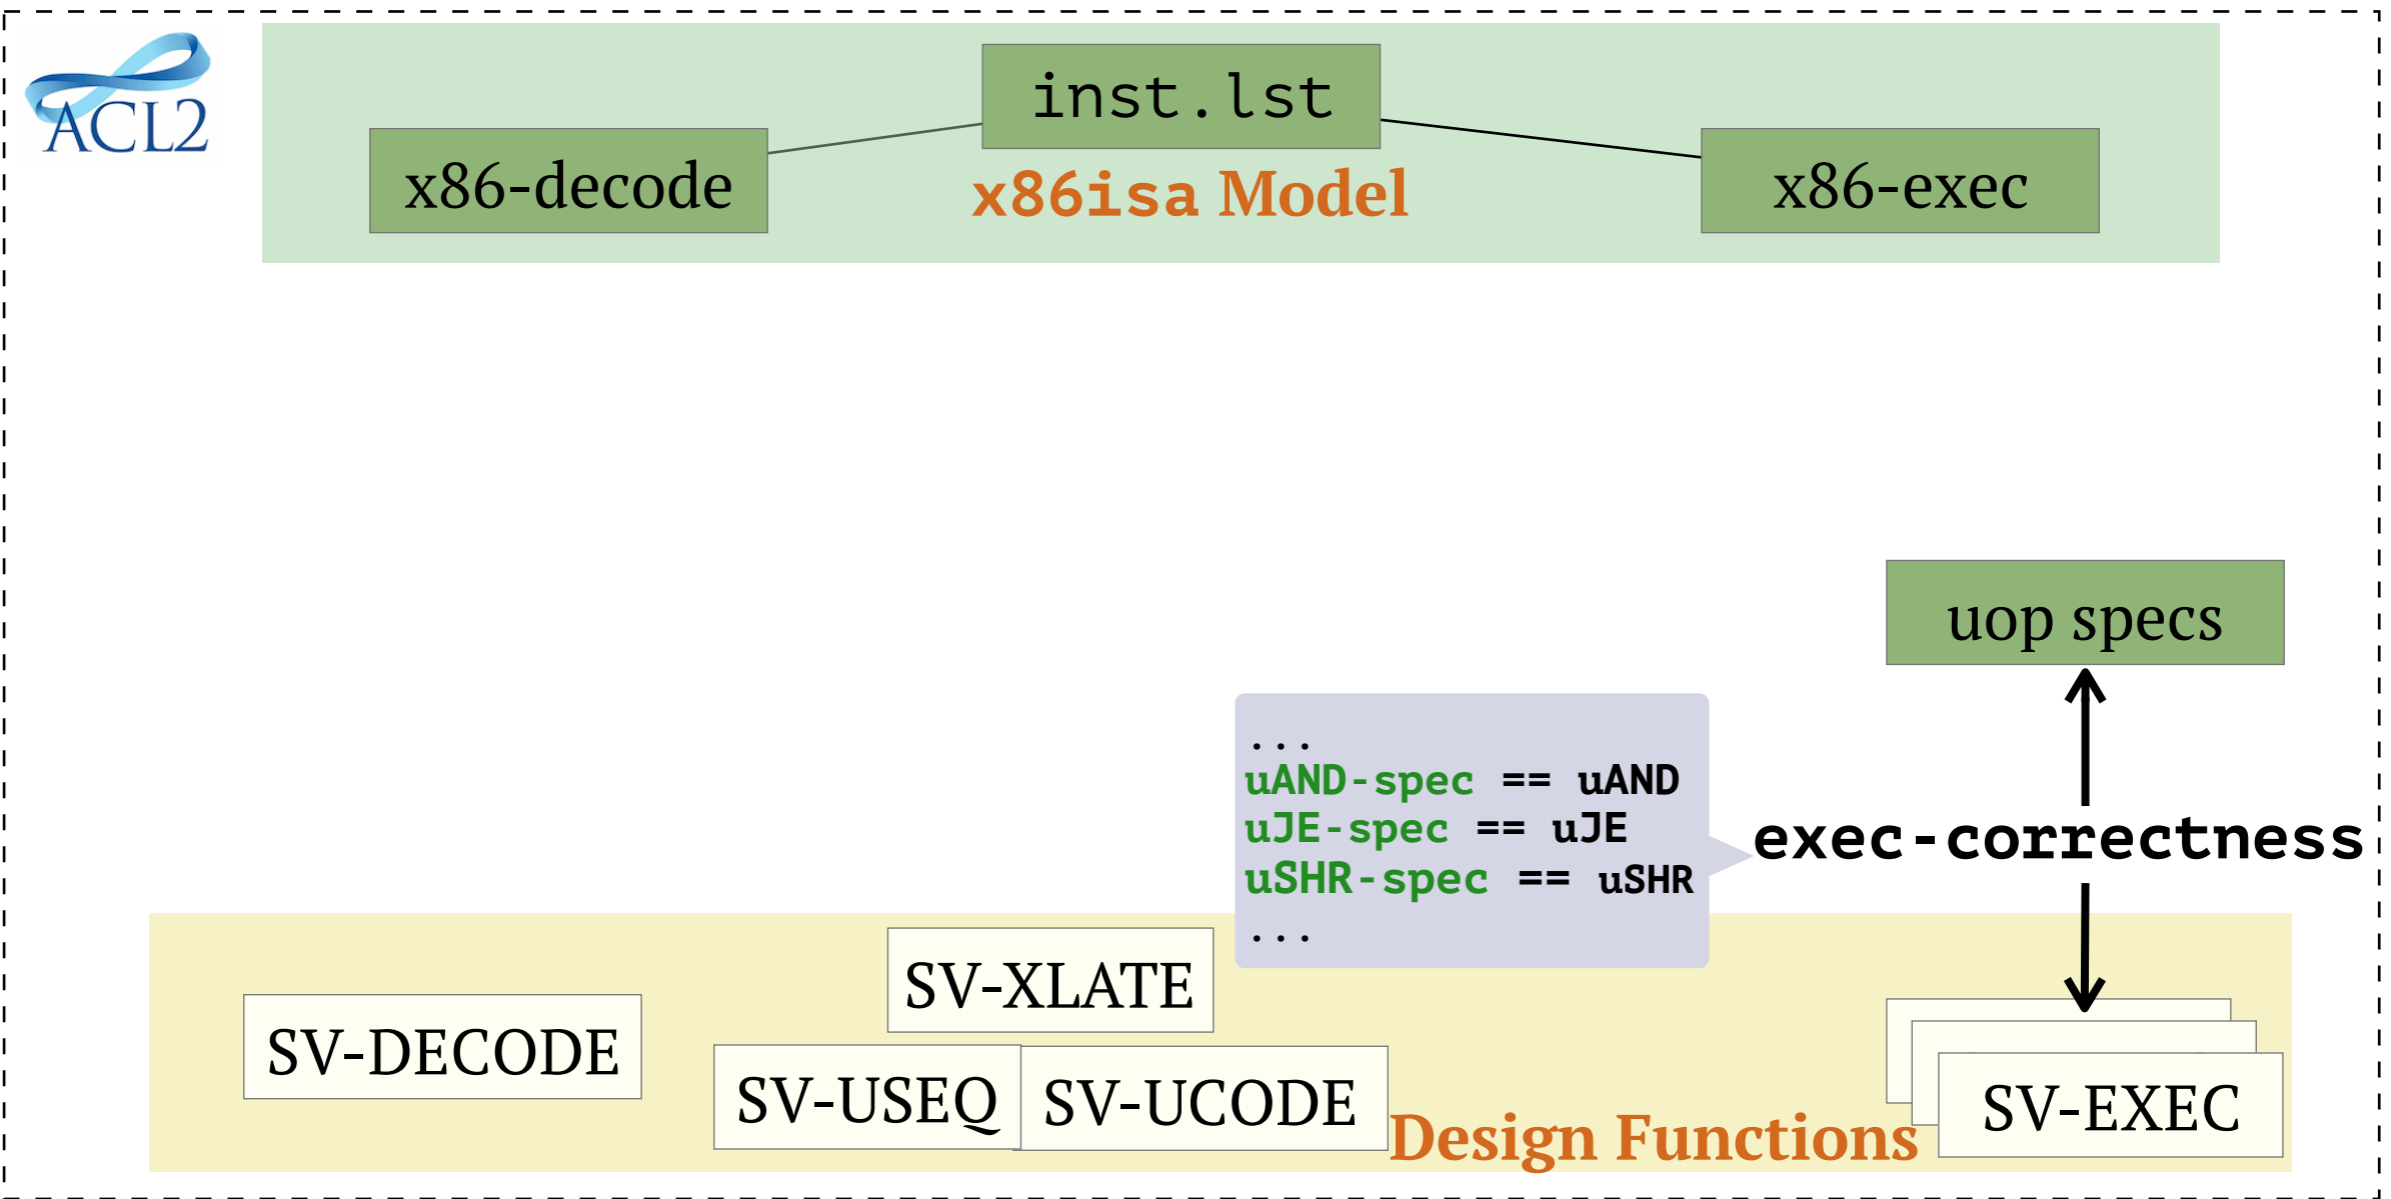 ACL2
inst.lst
x86-decode
x86isa Model
x86-exec
uop specs
...
uAND-spec == uAND
uJE-spec == uJE
uSHR-spec == uSHR
...
exec-correctness
SV-XLATE
SV-DECODE
SV-USEQ
SV-UCODE
Design Functions
SV-EXEC